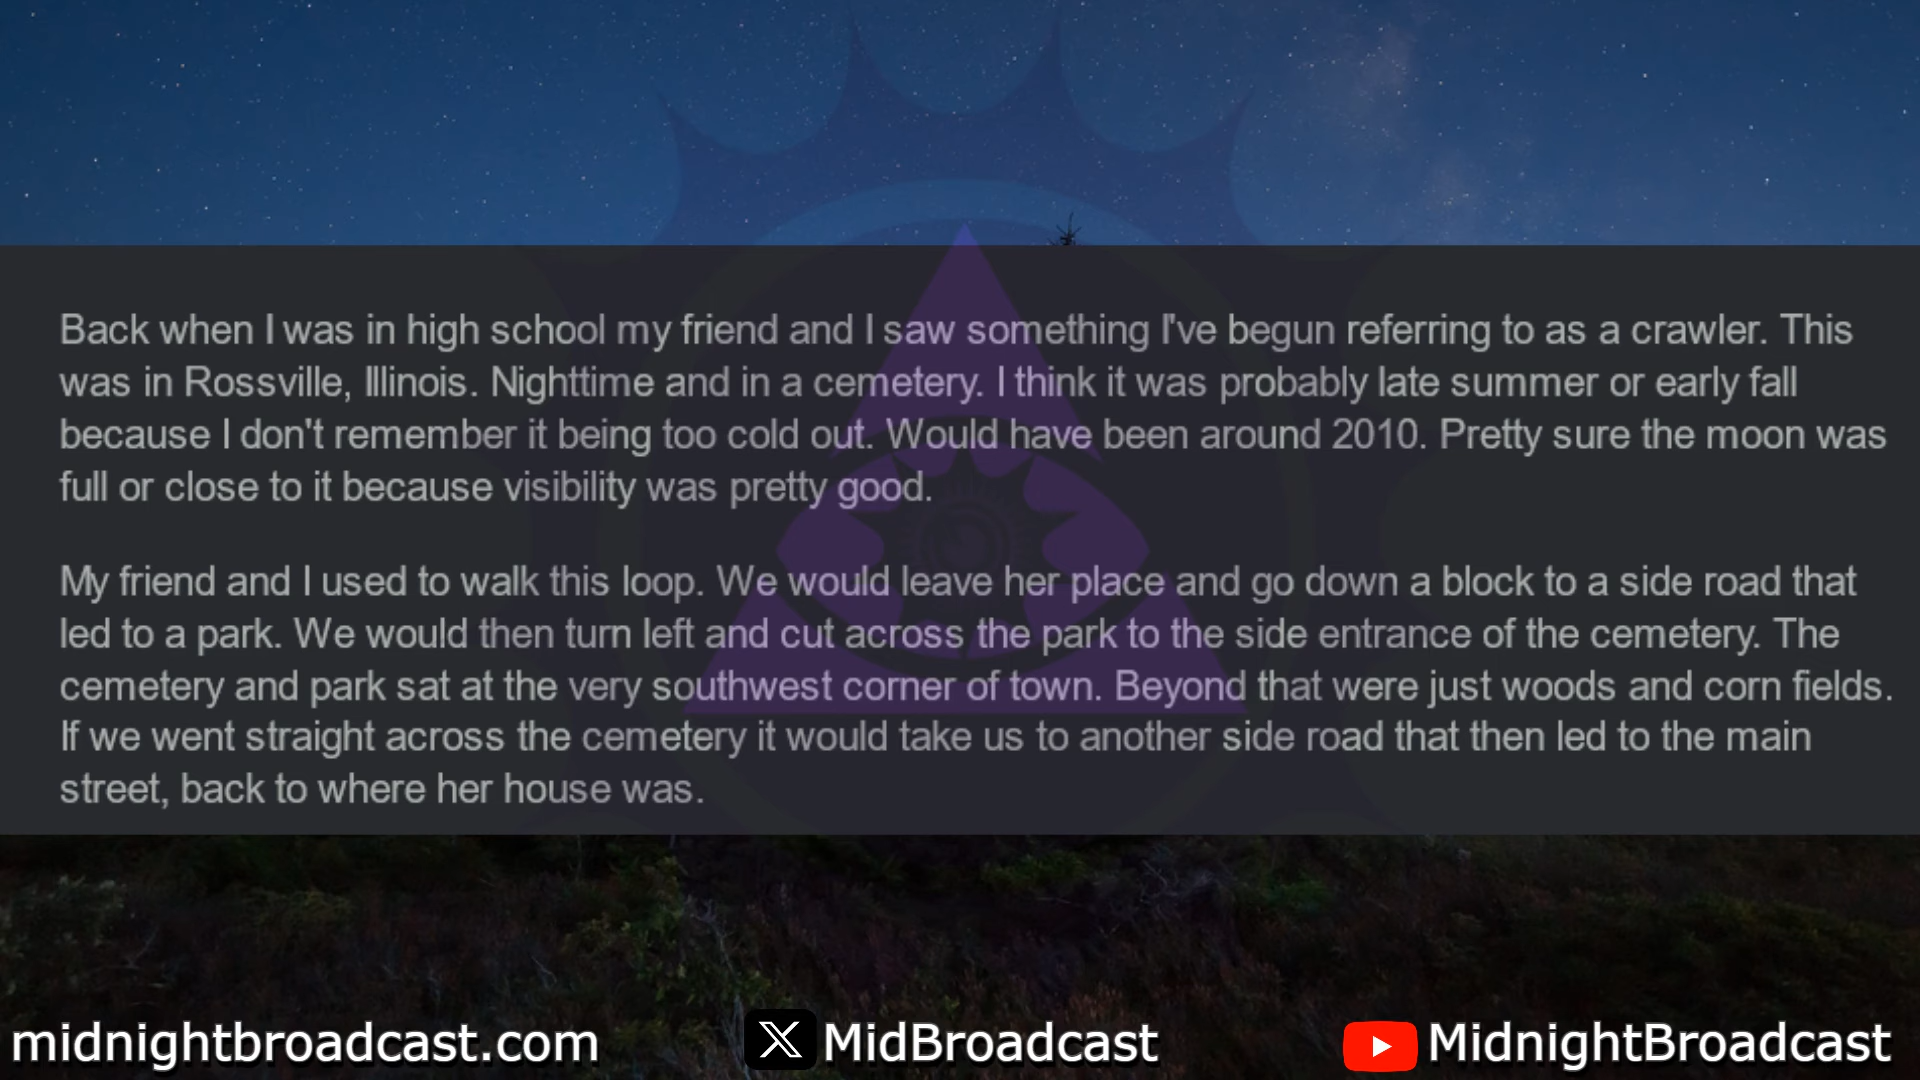 Back when I was in high school my friend and I saw something I've begun referring to as a crawler. This
was in Rossville, Illinois. Nighttime and in a cemetery. I think it was probably late summer or early fall
because I don't remember it being too cold out. Would have been around 2010. Pretty sure the moon was
full or close to it because visibility was pretty good.
My friend and I used to walk this loop. We would leave her place and go down a block to a side road that
led to a park. We would then turn left and cut across the park to the side entrance of the cemetery. The
cemetery and park sat at the very southwest corner of town. Beyond that were just woods and corn fields.
If we went straight across the cemetery it would take us to another side road that then led to the main
street, back to where her house was.
midnightbroadcast.com
MidBroadcast
MidnightBroadcast